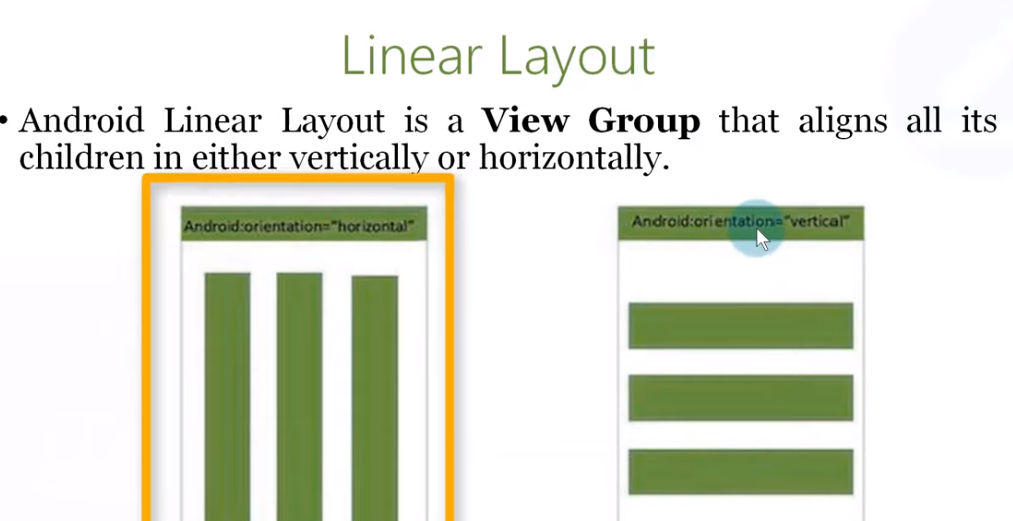 Linear Layout
• Android Linear Layout is a View Group that aligns all its
children in either vertically or horizontally.
Android:orientation="horizontal"
Android:orientation="vertical"